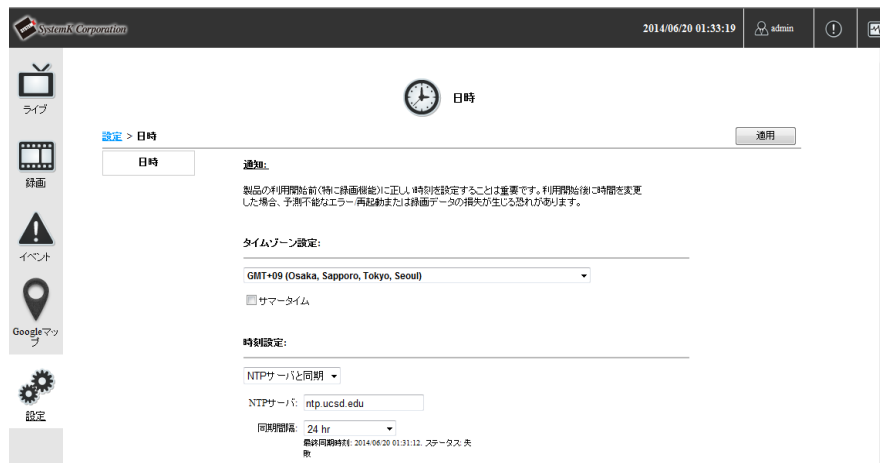 SystemK Corporation
2014/06/20 01:33:19
admin
ライブ
録画
イベント
Googleマッ
プ
設定
日時
設定 > 日時
適用
日時
通知:
製品の利用開始前(特に録画機能)に正しい時刻を設定することは重要です。利用開始後に時間を変更
した場合、予測不能なエラー/再起動または録画データの損失が生じる恐れがあります。
タイムゾーン設定:
GMT+09 (Osaka, Sapporo, Tokyo, Seoul)
サマータイム
時刻設定:
NTPサーバと同期
NTPサーバ: ntp.ucsd.edu
同期間隔: 24 hr
最終同期時刻: 2014/06/20 01:31:12. ステータス: 失
敗